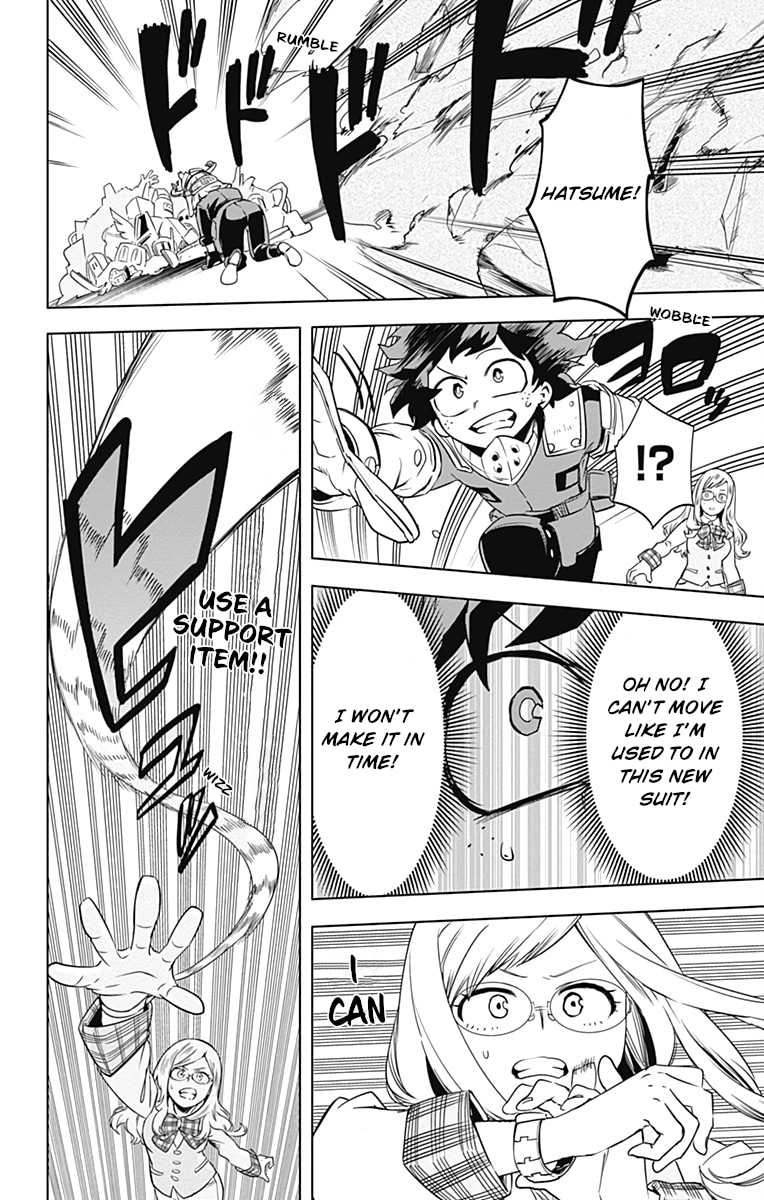 RUMBLE
ドドドド
HATSUME!
WOBBLE
ヨロッ
!?
OH NO! I
CAN'T MOVE
LIKE I'M
USED TO IN
THIS NEW
SUIT!
I WON'T
MAKE IT IN
TIME!
I
CAN
USE A
SUPPORT
ITEM!!
WIZZ